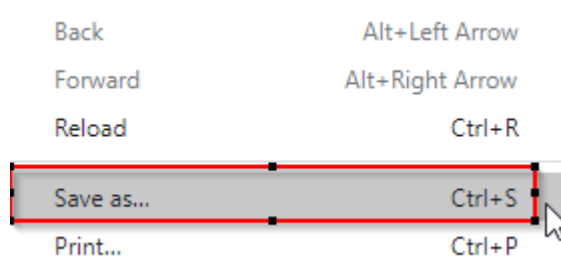 Back Alt+Left Arrow
Forward Alt+Right Arrow
Reload Ctrl+R
Save as... Ctrl+S
Print... Ctrl+P